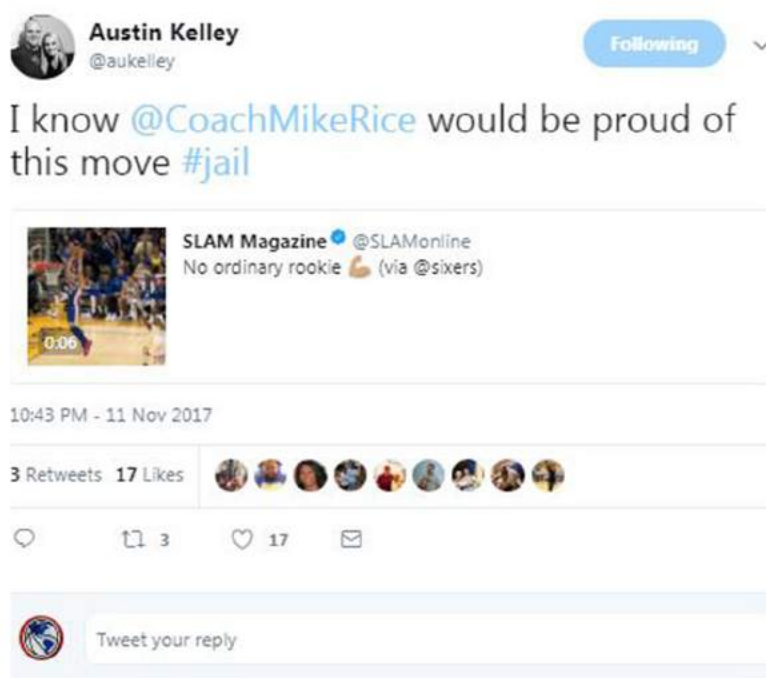 Austin Kelley
@aukelley
Following
I know @CoachMikeRice would be proud of
this move #jail
SLAM Magazine @SLAMonline
No ordinary rookie 💪 (via @sixers)
0:06
10:43 PM - 11 Nov 2017
3 Retweets 17 Likes
3 17
Tweet your reply